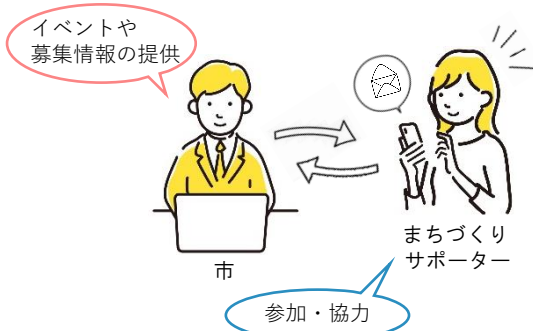 イベントや
募集情報の提供
市
まちづくり
サポーター
参加・協力